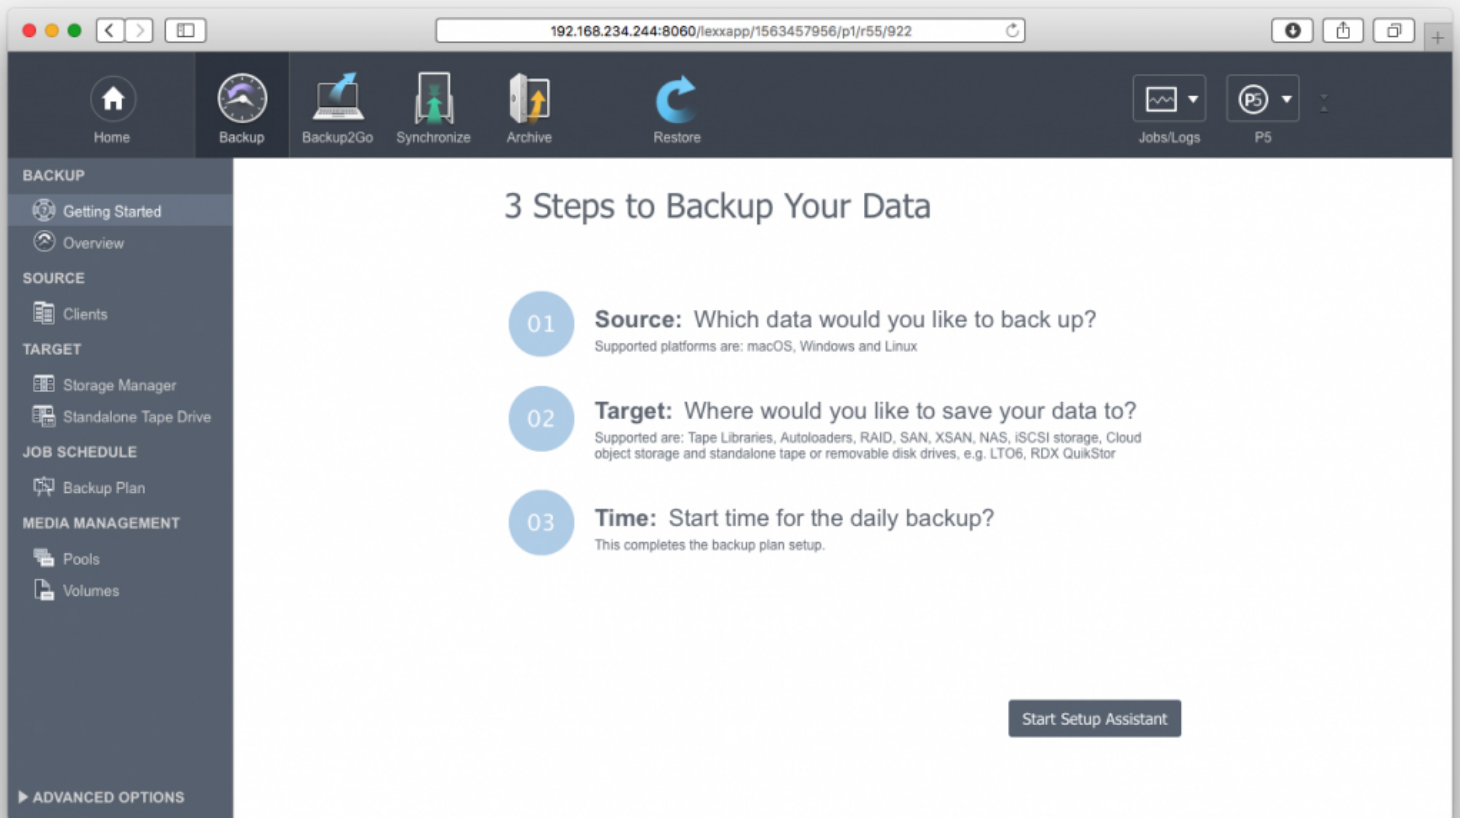 192.168.234.244:8060/lexxapp/1563457956/p1/r55/922
Home
Backup
Backup2Go
Synchronize
Archive
Restore
Jobs/Logs
P5
P5
BACKUP
Getting Started
Overview
SOURCE
Clients
TARGET
Storage Manager
Standalone Tape Drive
JOB SCHEDULE
Backup Plan
MEDIA MANAGEMENT
Pools
Volumes
ADVANCED OPTIONS
3 Steps to Backup Your Data
01
Source: Which data would you like to back up?
Supported platforms are: macOS, Windows and Linux
02
Target: Where would you like to save your data to?
Supported are: Tape Libraries, Autoloaders, RAID, SAN, XSAN, NAS, iSCSI storage, Cloud
object storage and standalone tape or removable disk drives, e.g. LTO6, RDX QuikStor
03
Time: Start time for the daily backup?
This completes the backup plan setup.
Start Setup Assistant